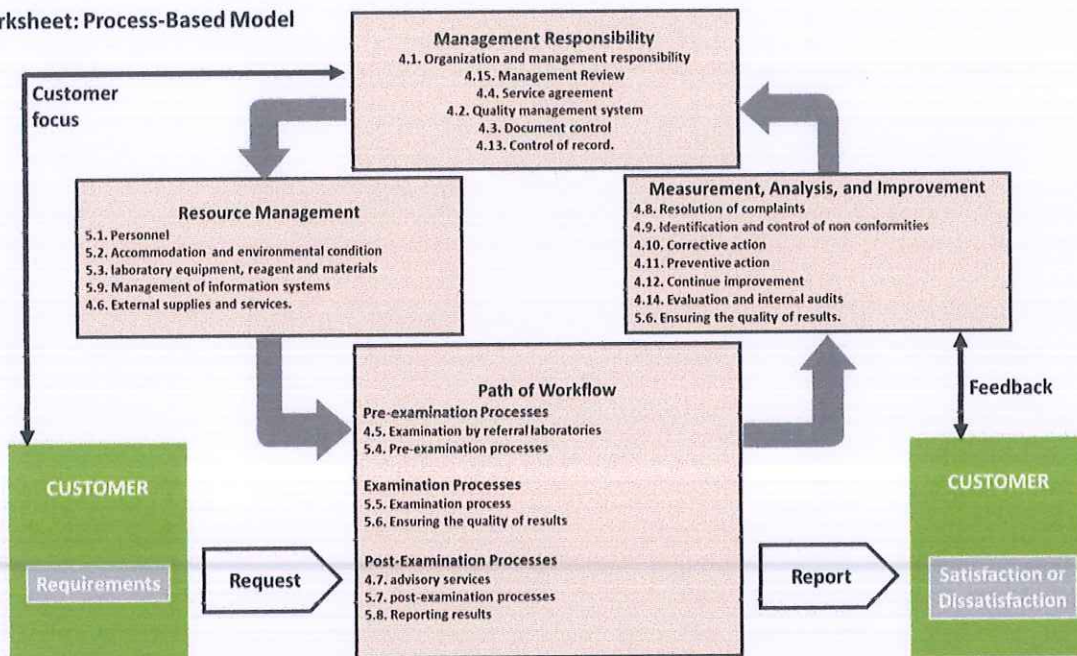 rksheet: Process-Based Model
Management Responsibility
4.1. Organization and management responsibility
4.15. Management Review
4.4. Service agreement
4.2. Quality management system
4.3. Document control
4.13. Control of record.
Customer
focus
Resource Management
5.1. Personnel
5.2. Accommodation and environmental condition
5.3. laboratory equipment, reagent and materials
5.9. Management of information systems
4.6. External supplies and services.
Measurement, Analysis, and Improvement
4.8. Resolution of complaints
4.9. Identification and control of non conformities
4.10. Corrective action
4.11. Preventive action
4.12. Continue improvement
4.14. Evaluation and internal audits
5.6. Ensuring the quality of results.
Path of Workflow
Pre-examination Processes
4.5. Examination by referral laboratories
5.4. Pre-examination processes
Examination Processes
5.5. Examination process
5.6. Ensuring the quality of results
Post-Examination Processes
4.7. advisory services
5.7. post-examination processes
5.8. Reporting results
Feedback
CUSTOMER
Requirements
Request
Report
CUSTOMER
Satisfaction or
Dissatisfaction